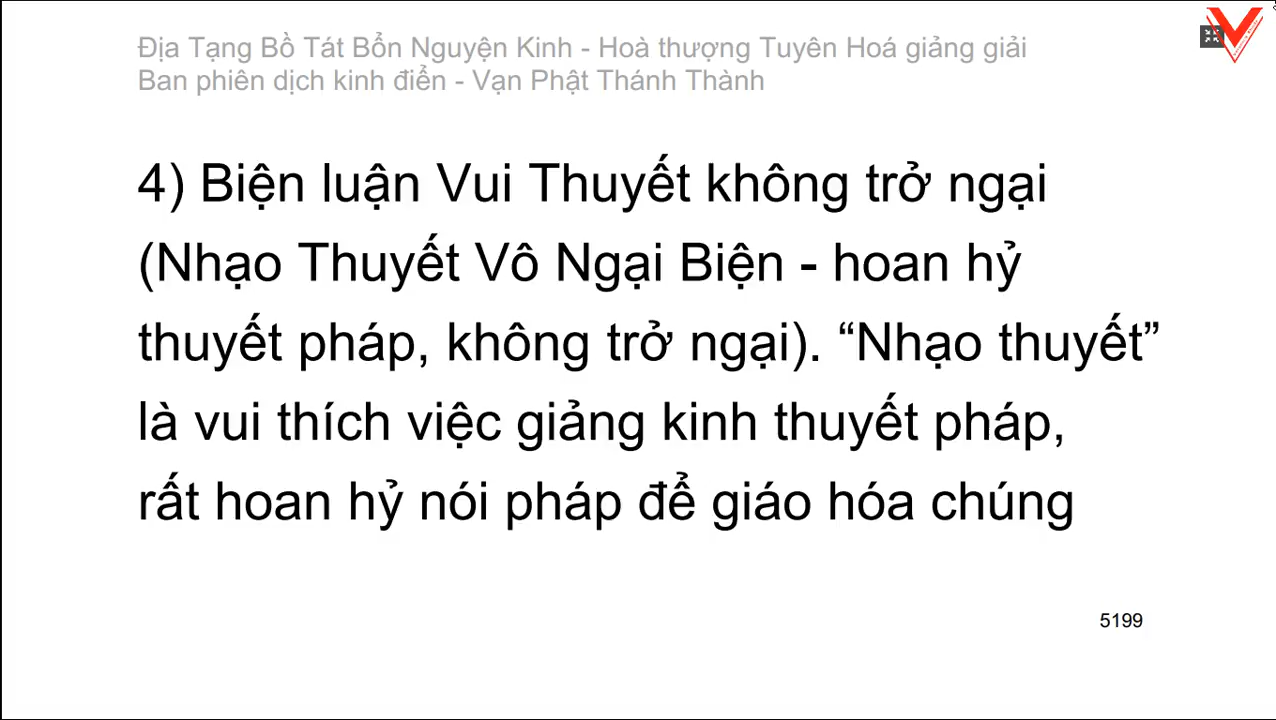 Địa Tạng Bồ Tát Bổn Nguyện Kinh - Hoà thượng Tuyên Hoá giảng giải
Ban phiên dịch kinh điển - Vạn Phật Thánh Thành
4) Biện luận Vui Thuyết không trở ngại
(Nhạo Thuyết Vô Ngại Biện - hoan hỷ
thuyết pháp, không trở ngại). “Nhạo thuyết”
là vui thích việc giảng kinh thuyết pháp,
rất hoan hỷ nói pháp để giáo hóa chúng
5199